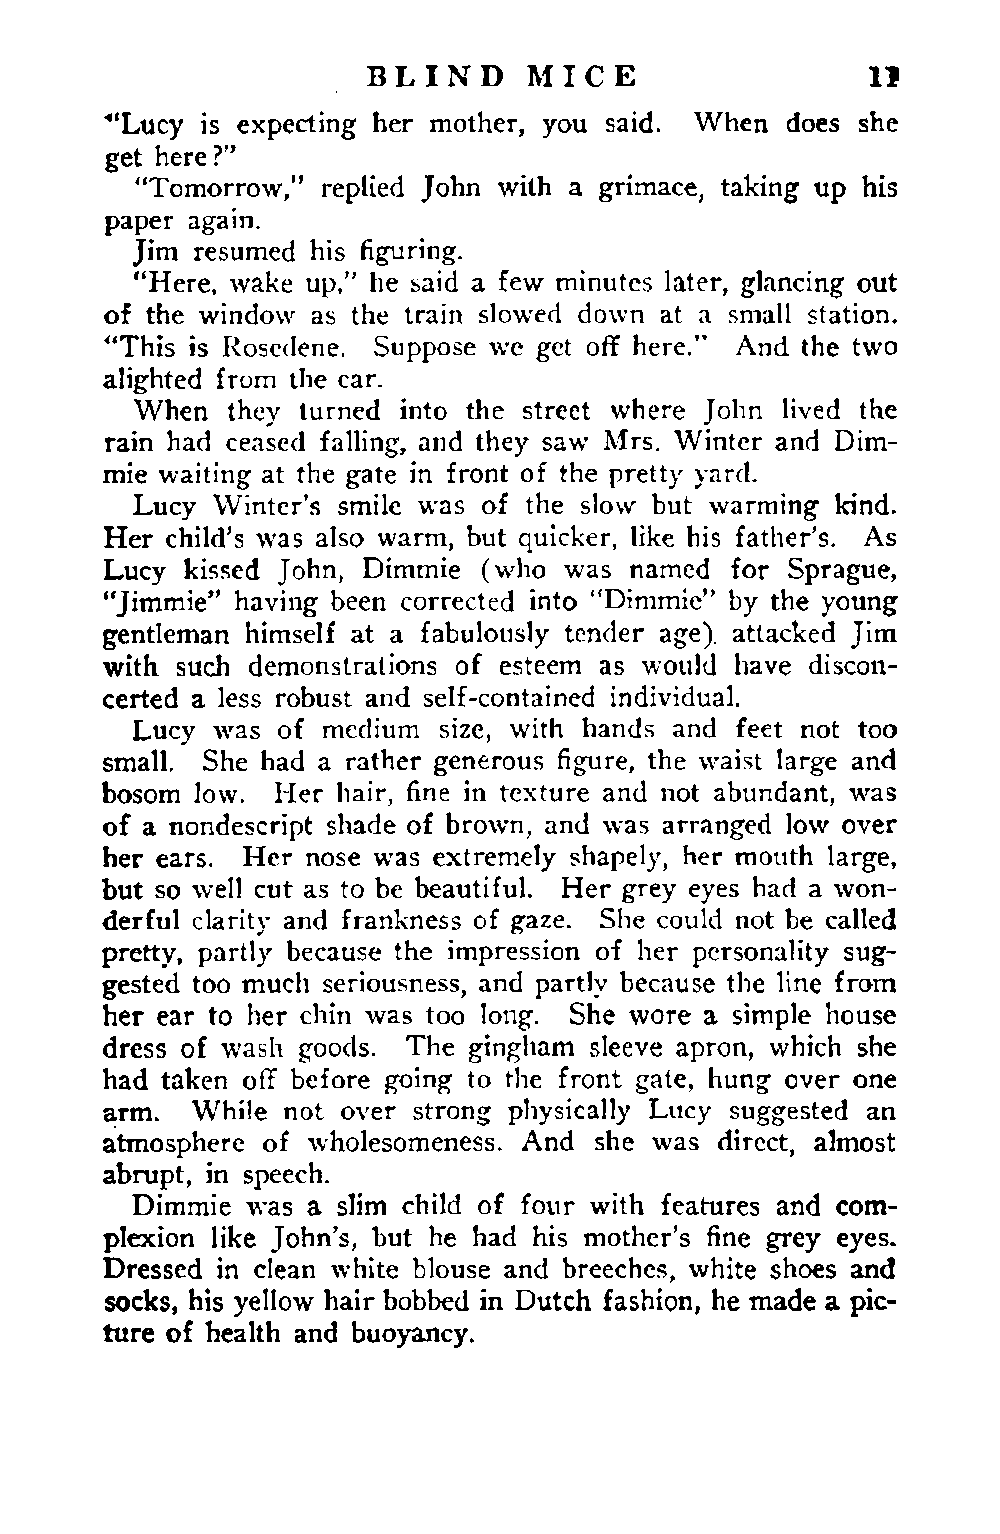 BLIND MICE 11
"Lucy is expecting her mother, you said. When does she
get here?"
"Tomorrow," replied John with a grimace, taking up his
paper again.
Jim resumed his figuring.
"Here, wake up," he said a few minutes later, glancing out
of the window as the train slowed down at a small station.
"This is Rosedene. Suppose we get off here." And the two
alighted from the car.
When they turned into the street where John lived the
rain had ceased falling, and they saw Mrs. Winter and Dim-
mie waiting at the gate in front of the pretty yard.
Lucy Winter's smile was of the slow but warming kind.
Her child's was also warm, but quicker, like his father's. As
Lucy kissed John, Dimmie (who was named for Sprague,
"Jimmie" having been corrected into "Dimmie" by the young
gentleman himself at a fabulously tender age). attacked Jim
with such demonstrations of esteem as would have discon-
certed a less robust and self-contained individual.
Lucy was of medium size, with hands and feet not too
small. She had a rather generous figure, the waist large and
bosom low. Her hair, fine in texture and not abundant, was
of a nondescript shade of brown, and was arranged low over
her ears. Her nose was extremely shapely, her mouth large,
but so well cut as to be beautiful. Her grey eyes had a won-
derful clarity and frankness of gaze. She could not be called
pretty, partly because the impression of her personality sug-
gested too much seriousness, and partly because the line from
her ear to her chin was too long. She wore a simple house
dress of wash goods. The gingham sleeve apron, which she
had taken off before going to the front gate, hung over one
arm. While not over strong physically Lucy suggested an
atmosphere of wholesomeness. And she was direct, almost
abrupt, in speech.
Dimmie was a slim child of four with features and com-
plexion like John's, but he had his mother's fine grey eyes.
Dressed in clean white blouse and breeches, white shoes and
socks, his yellow hair bobbed in Dutch fashion, he made a pic-
ture of health and buoyancy.